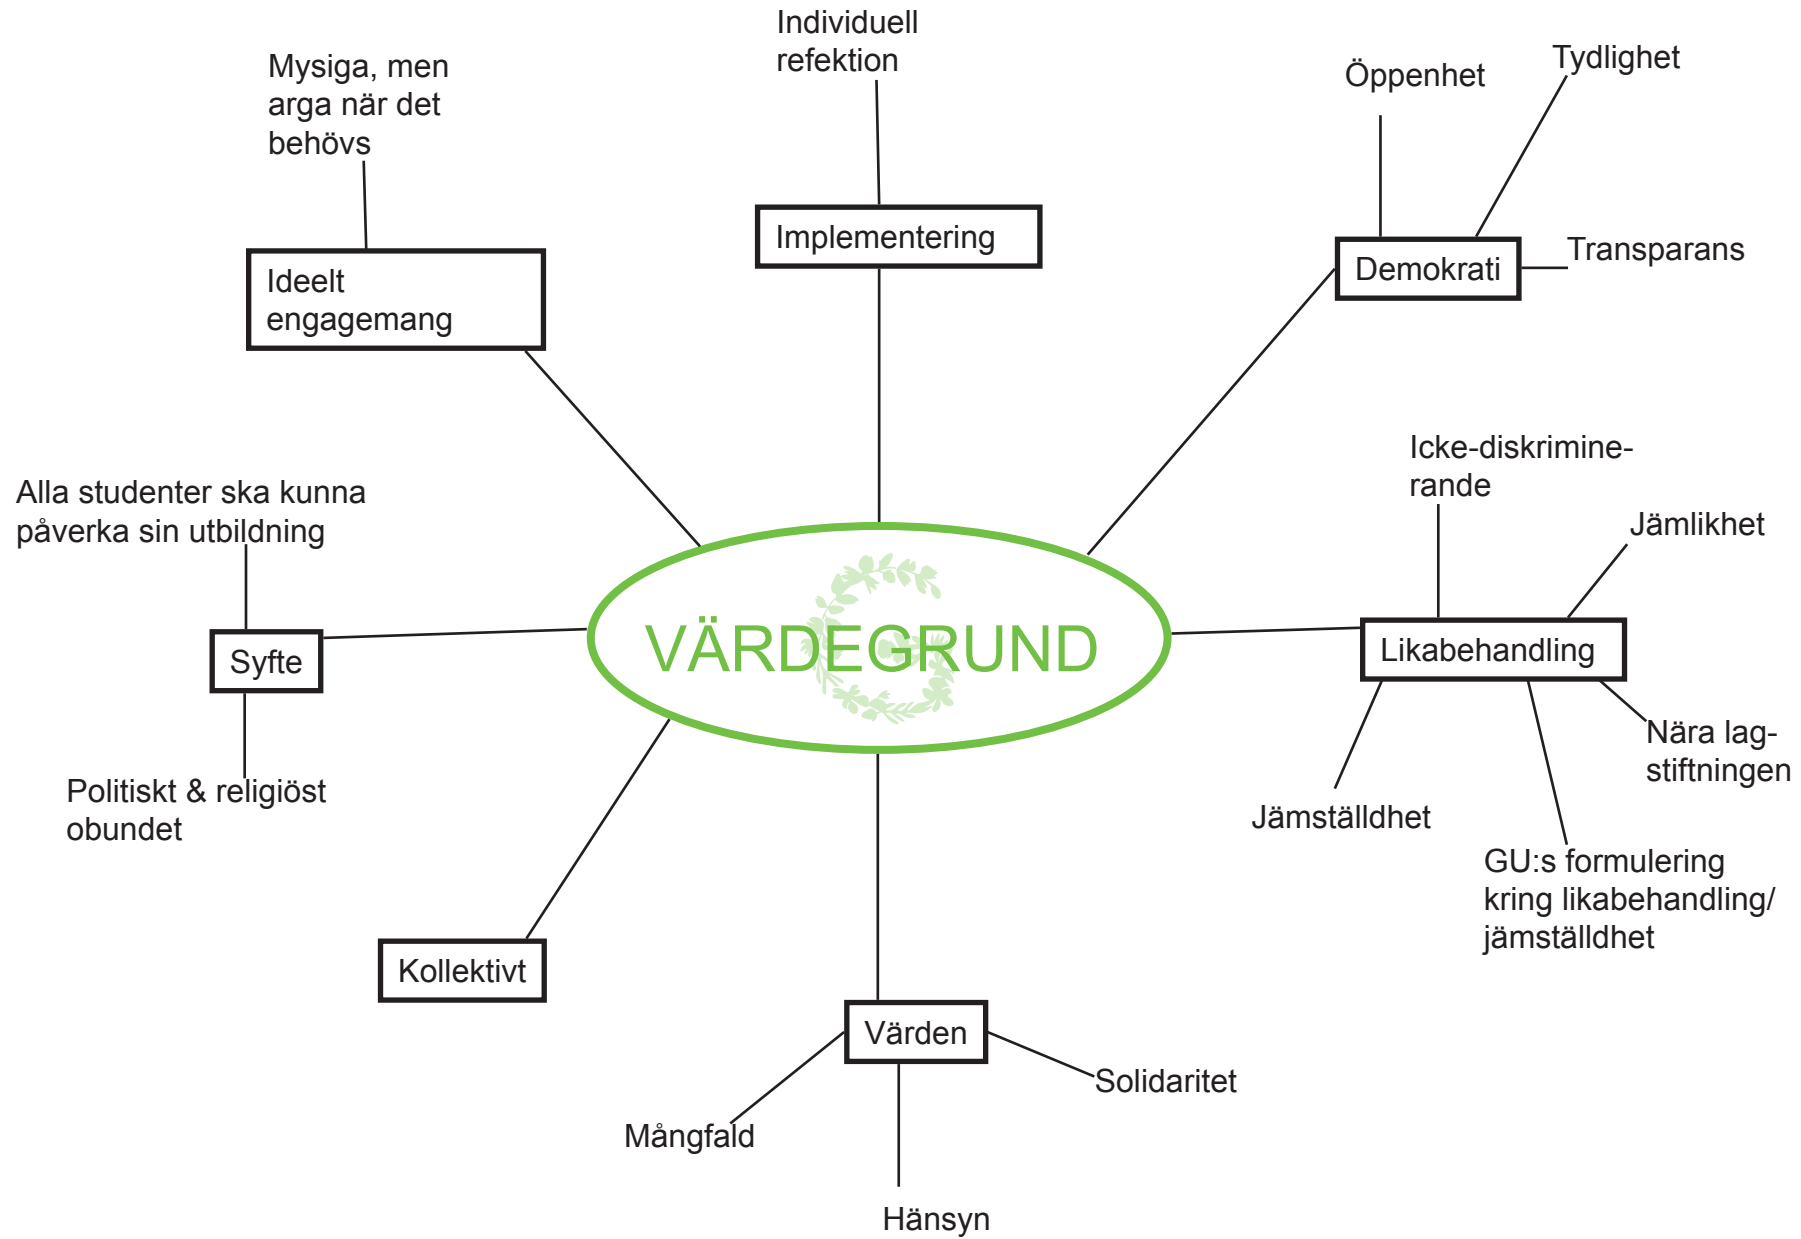 Individuell
refektion
Mysiga, men
arga när det
behövs
Öppenhet
Tydlighet
Implementering
Demokrati
Transparans
Ideelt
engagemang
Icke-diskrimine-
rande
Jämlikhet
Alla studenter ska kunna
påverka sin utbildning
VÄRDEGRUND
Syfte
Likabehandling
Nära lag-
stiftningen
Politiskt & religiöst
obundet
Jämställdhet
GU:s formulering
kring likabehandling/
jämställdhet
Kollektivt
Värden
Solidaritet
Mångfald
Hänsyn